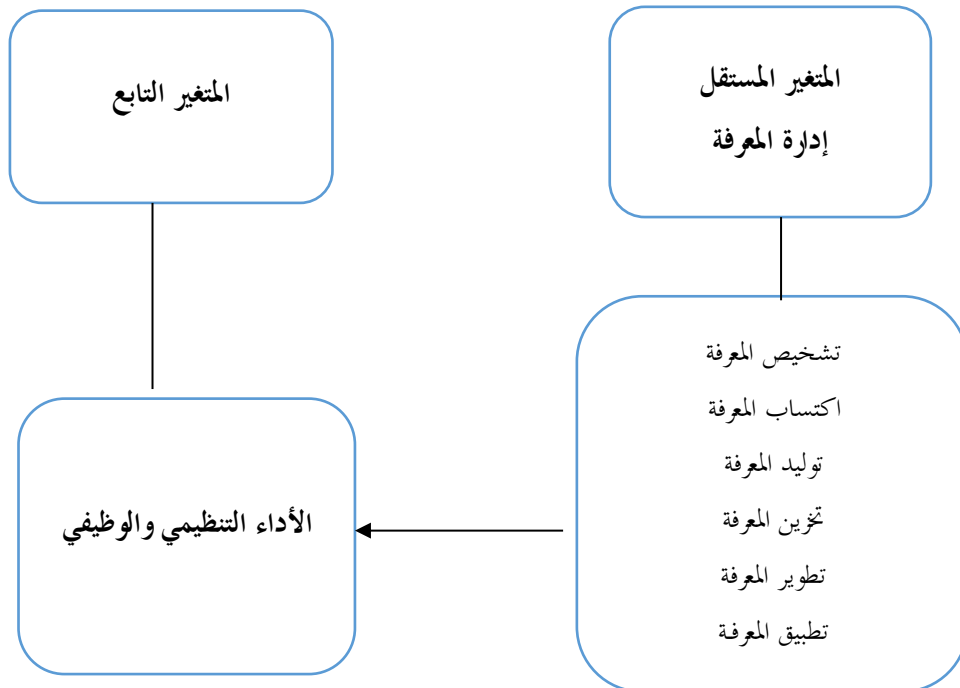 المتغير المستقل
إدارة المعرفة
المتغير التابع
تشخيص المعرفة
اكتساب المعرفة
توليد المعرفة
تخزين المعرفة
تطوير المعرفة
تطبيق المعرفة
الأداء التنظيمي والوظيفي